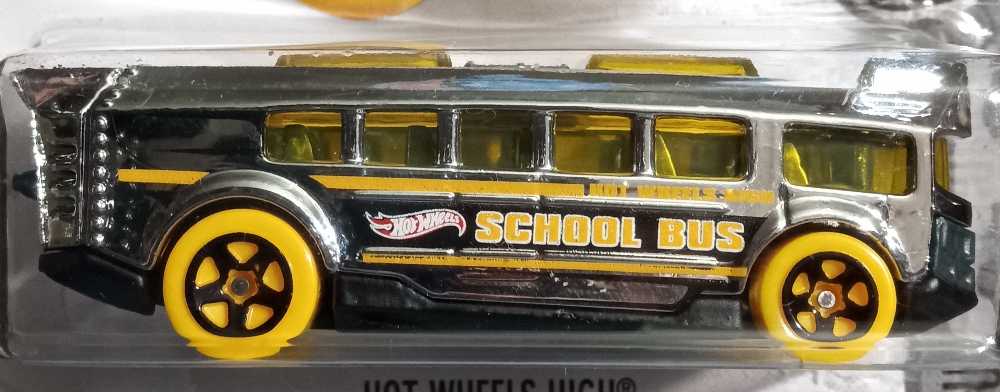 HOT WHEELS HIGH
HOT WHEELS
SCHOOL BUS
HOT WHEELS HIGH®